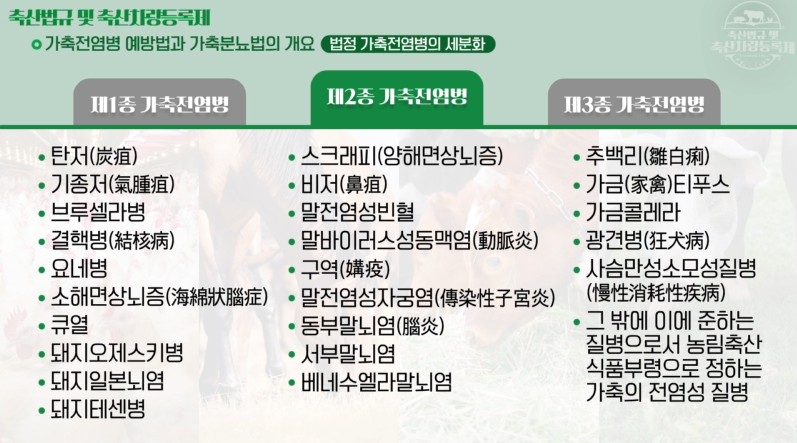 축산법규 및 축산차량등록제
가축전염병 예방법과 가축분뇨법의 개요 법정 가축전염병의 세분화
축산법규 및
축산차량등록제
제1종 가축전염병
제2종 가축전염병
제3종 가축전염병
• 탄저(炭疽)
• 기종저(氣腫疽)
• 브루셀라병
• 결핵병(結核病)
• 요네병
• 소해면상뇌증(海綿狀腦症)
• 큐열
• 돼지오제스키병
• 돼지일본뇌염
• 돼지테센병
• 스크래피(양해면상뇌증)
• 비저(鼻疽)
• 말전염성빈혈
• 말바이러스성동맥염(動脈炎)
• 구역(媾疫)
• 말전염성자궁염(傳染性子宮炎)
• 동부말뇌염(腦炎)
• 서부말뇌염
• 베네수엘라말뇌염
• 추백리(雛白痢)
• 가금(家禽)티푸스
• 가금콜레라
• 광견병(狂犬病)
• 사슴만성소모성질병
(慢性消耗性疾病)
• 그 밖에 이에 준하는
질병으로서 농림축산
식품부령으로 정하는
가축의 전염성 질병